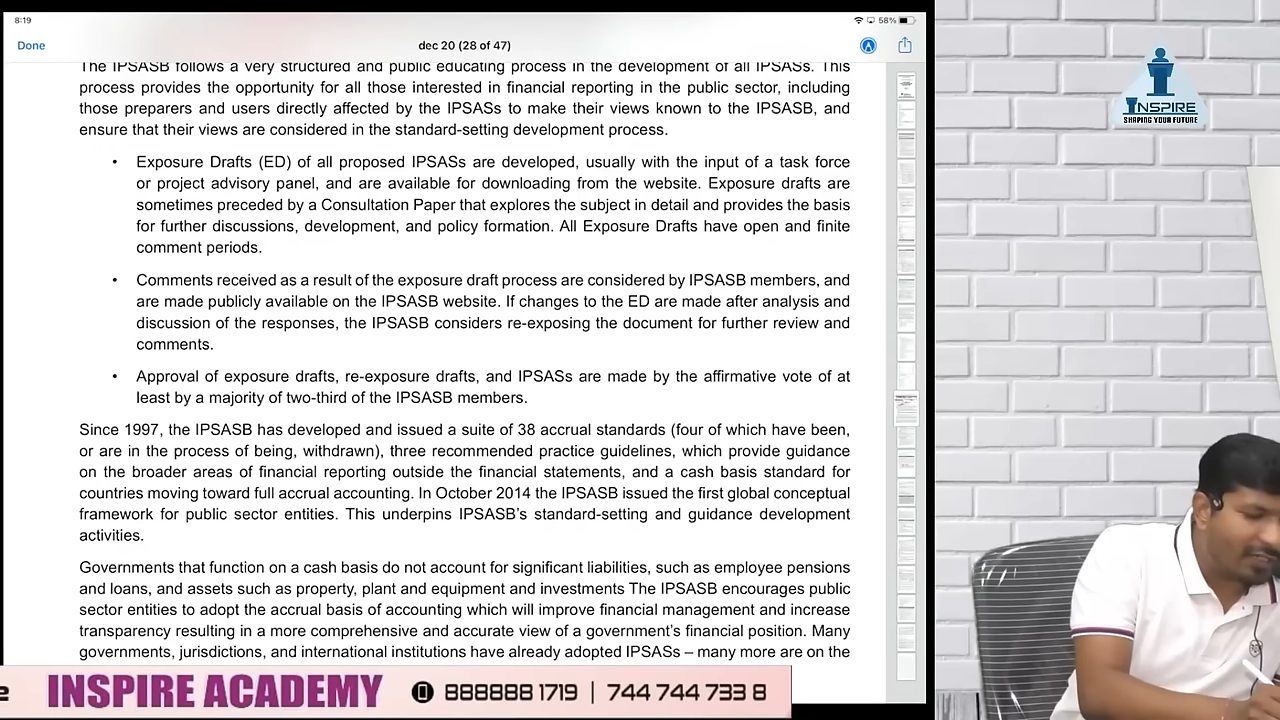 8:19
58%
Done
dec 20 (28 of 47)
The IPSASB follows a very structured and public indicating process in the development of all IPSASs. This
process provides the opportunity for all those interested in financial reporting in the public sector, including
those preparers and users directly affected by the IPSASs to make their views known to the IPSASB, and
ensure that their views are considered in the standard-setting development process.
• Exposure Drafts (ED) of all proposed IPSASs are developed, usually with the input of a task force
or project advisory panel, and are available for downloading from the website. Exposure drafts are
sometimes preceded by a Consultation Paper that explores the subject in detail and provides the basis
for further discussions, development, and policy formation. All Exposure Drafts have open and finite
comment periods.
• Comments received as a result of the exposure draft process are considered by IPSASB members, and
are made publicly available on the IPSASB website. If changes to the ED are made after analysis and
discussion of the responses, the IPSASB considers re-exposing the document for further review and
comments.
• Approval of exposure drafts, re-exposure drafts, and IPSASs are made by the affirmative vote of at
least by a majority of two-third of the IPSASB members.
Since 1997, the IPSASB has developed and issued a suite of 38 accrual standards (four of which have been,
or are in the process of being, withdrawn), three recommended practice guidelines, which provide guidance
on the broader areas of financial reporting outside the financial statements, and a cash basis standard for
countries moving toward full accrual accounting. In October 2014 the IPSASB issued the first global conceptual
framework for public sector entities. This underpins IPSASB's standard-setting and guidance development
activities.
Governments that function on a cash basis do not account for significant liabilities, such as employee pensions
and loans, and assets such as property, plant and equipment and investments The IPSASB encourages public
sector entities to adopt the accrual basis of accounting which will improve financial management and increase
transparency resulting in a more comprehensive and accurate view of a government's financial position. Many
governments, jurisdictions, and international institutions have already adopted IPSASs – many more are on the
INSPIRE
SHAPING YOUR FUTURE
e INSPIRE ACADEMY 888888 1719 | 744 744 733 8